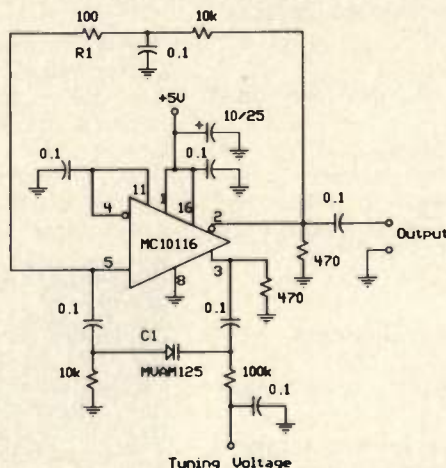 100
10k
R1
0.1
+5V
+ 10/25
0.1
0.1
11
1
16
4
2
0.1
MC10116
Output
5
3
8
470
470
0.1
C1
0.1
10k
MVAM125
100k
0.1
Tuning Voltage